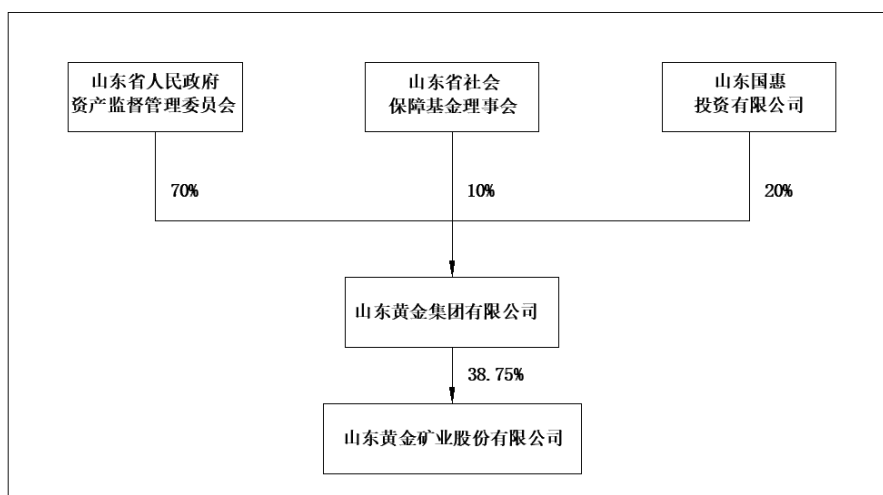 山东省人民政府
资产监督管理委员会
山东省社会
保障基金理事会
山东国惠
投资有限公司
70%
10%
20%
山东黄金集团有限公司
38.75%
山东黄金矿业股份有限公司